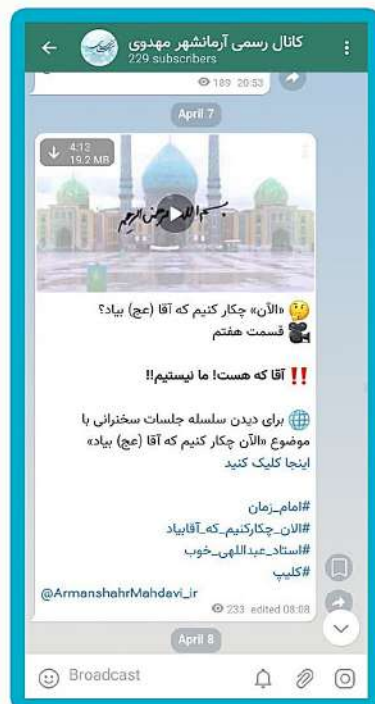 کانال رسمی آرمانشهر مهدوی
229 subscribers
189 20:53
April 7
4:13
19.2 MB
بسم الله الرحمن الرحیم
«الآن» چکار کنیم که آقا (عج) بیاد؟
قسمت هفتم
آقا که هست! ما نیستیم!!
برای دیدن سلسله جلسات سخنرانی با
موضوع «الآن چکار کنیم که آقا (عج) بیاد»
اینجا کلیک کنید
#امام_زمان
#الان_چکارکنیم_که_آقابیاد
#استاد_عبداللهی_خوب
#کلیپ
@ArmanshahrMahdavi_ir
233 edited 08:08
April 8
Broadcast